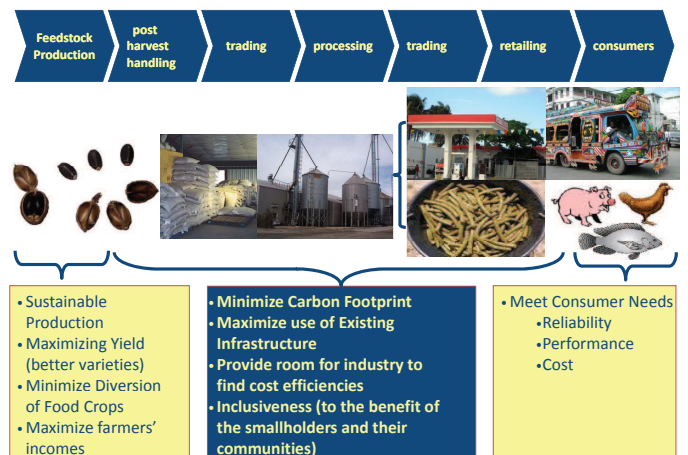 Feedstock
Production
post
harvest
handling
trading
processing
trading
retailing
consumers
• Sustainable
Production
• Maximizing Yield
(better varieties)
• Minimize Diversion
of Food Crops
• Maximize farmers’
incomes
• Minimize Carbon Footprint
• Maximize use of Existing
Infrastructure
• Provide room for industry to
find cost efficiencies
• Inclusiveness (to the benefit of
the smallholders and their
communities)
• Meet Consumer Needs
•Reliability
•Performance
•Cost